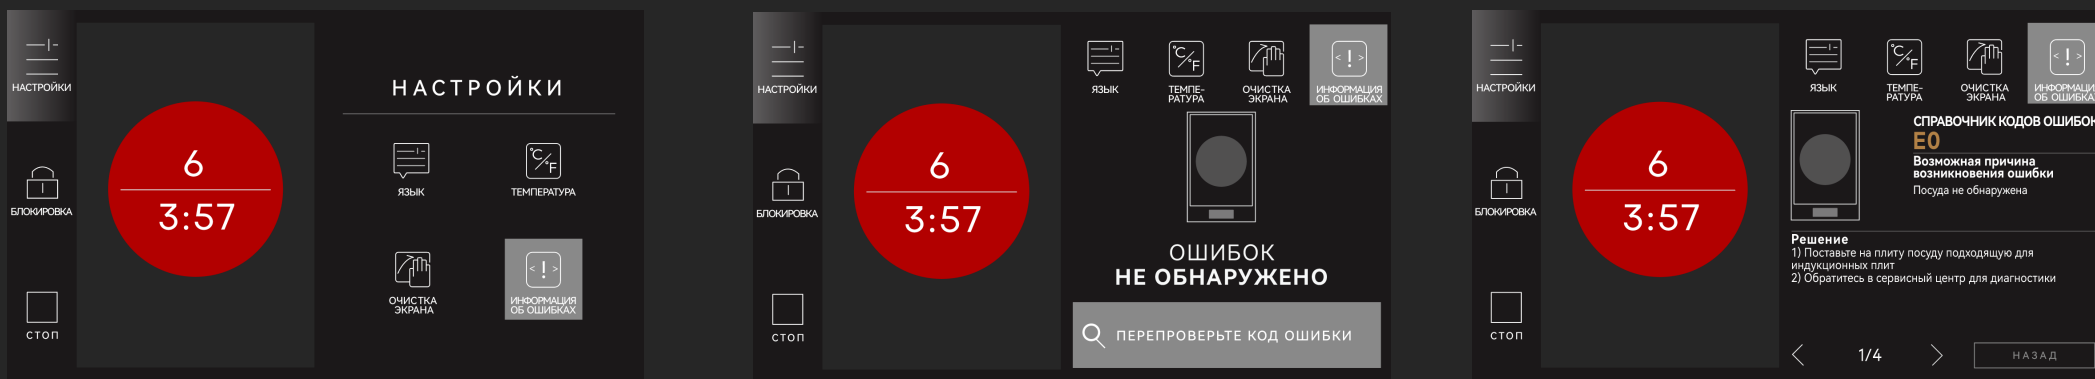 НАСТРОЙКИ
БЛОКИРОВКА
СТОП
6
3:57
НАСТРОЙКИ
ЯЗЫК
°C/°F
ТЕМПЕРАТУРА
ОЧИСТКА
ЭКРАНА
< ! >
ИНФОРМАЦИЯ
ОБ ОШИБКАХ
НАСТРОЙКИ
БЛОКИРОВКА
СТОП
6
3:57
ЯЗЫК
°C/°F
ТЕМПЕ-
РАТУРА
ОЧИСТКА
ЭКРАНА
< ! >
ИНФОРМАЦИЯ
ОБ ОШИБКАХ
ОШИБОК
НЕ ОБНАРУЖЕНО
ПЕРЕПРОВЕРЬТЕ КОД ОШИБКИ
НАСТРОЙКИ
БЛОКИРОВКА
СТОП
6
3:57
ЯЗЫК
°C/°F
ТЕМПЕ-
РАТУРА
ОЧИСТКА
ЭКРАНА
< ! >
ИНФОРМАЦИ
ОБ ОШИБКА
СПРАВОЧНИК КОДОВ ОШИБОК
E0
Возможная причина
возникновения ошибки
Посуда не обнаружена
Решение
1) Поставьте на плиту посуду подходящую для
индукционных плит
2) Обратитесь в сервисный центр для диагностики
1/4
НАЗАД